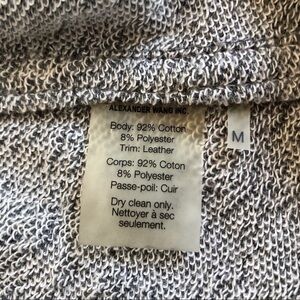 ALEXANDER WANG INC.
Body: 92% Cotton
8% Polyester
Trim: Leather
Corps: 92% Coton
8% Polyester
Passe-poil: Cuir
Dry clean only.
Nettoyer à sec
seulement.
M